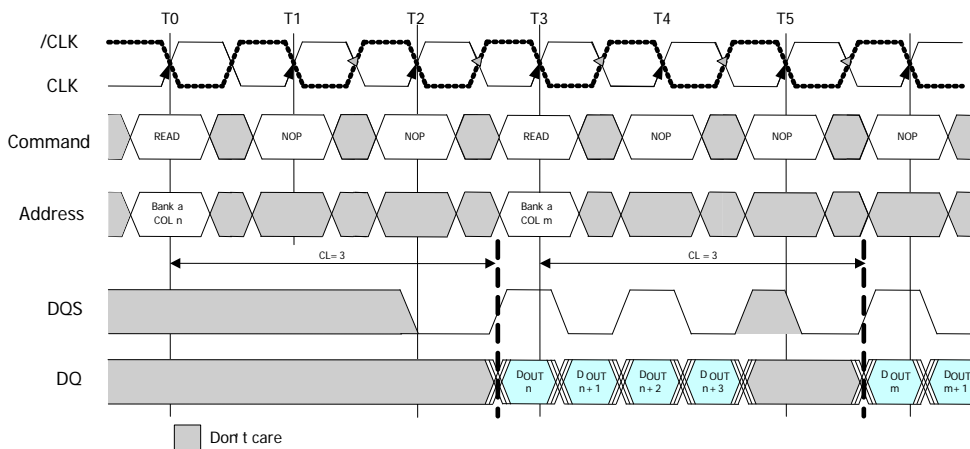 T0 T1 T2 T3 T4 T5
/CLK
CLK
Command READ NOP NOP READ NOP NOP NOP
Address Bank a COL n Bank a COL m
CL= 3 CL = 3
DQS
DQ DOUT n DOUT n+1 DOUT n+2 DOUT n+3 DOUT m DOUT m+1
Don't care